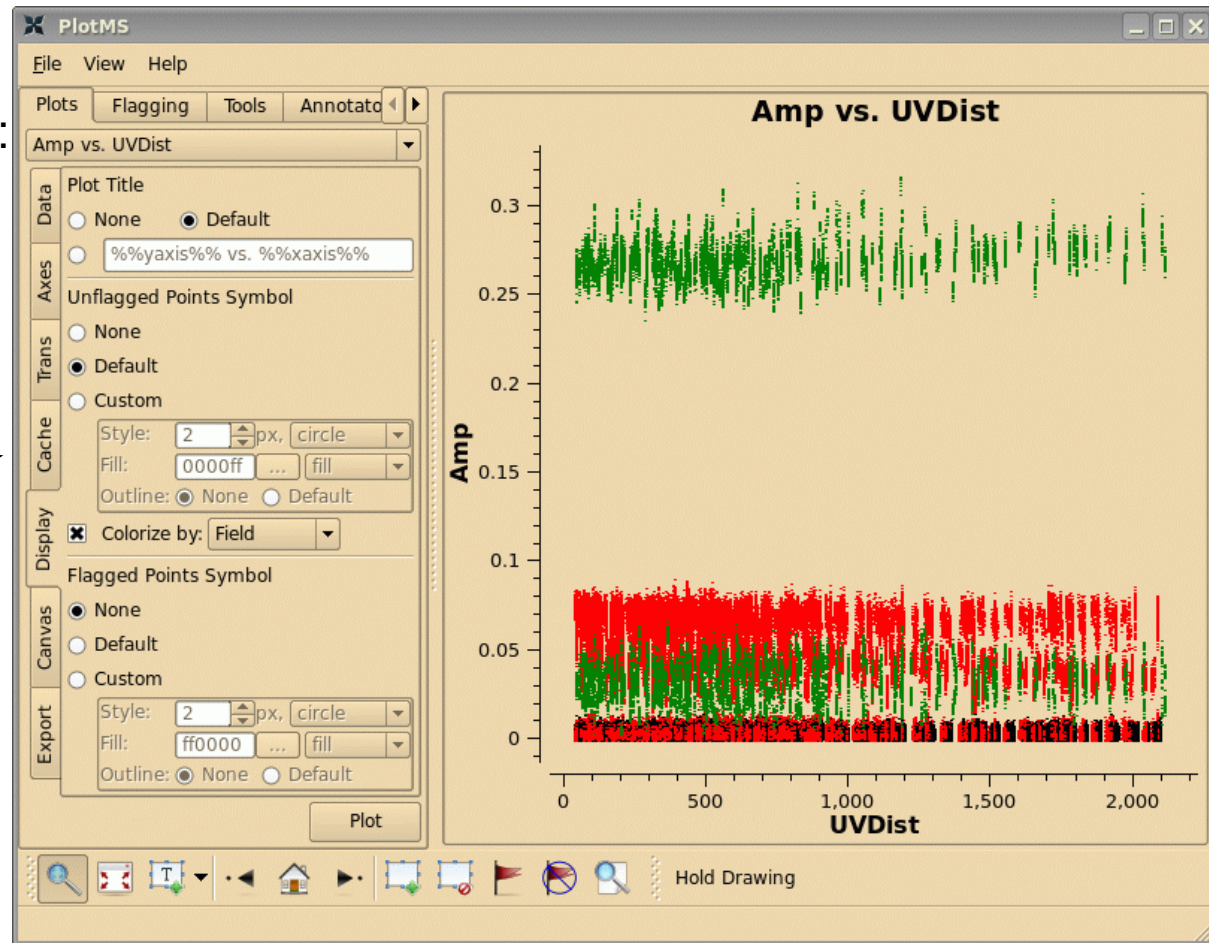 PlotMS
File View Help
Plots Flagging Tools Annotato
Amp vs. UVDist
Data
Axes
Trans
Cache
Display
Canvas
Export
Plot Title
None Default
%%yaxis%% vs. %%xaxis%%
Unflagged Points Symbol
None
Default
Custom
Style: 2 px, circle
Fill: 0000ff ... fill
Outline: None Default
Colorize by: Field
Flagged Points Symbol
None
Default
Custom
Style: 2 px, circle
Fill: ff0000 ... fill
Outline: None Default
Plot
Amp vs. UVDist
Amp
0.3
0.25
0.2
0.15
0.1
0.05
0
0 500 1,000 1,500 2,000
UVDist
T
Hold Drawing